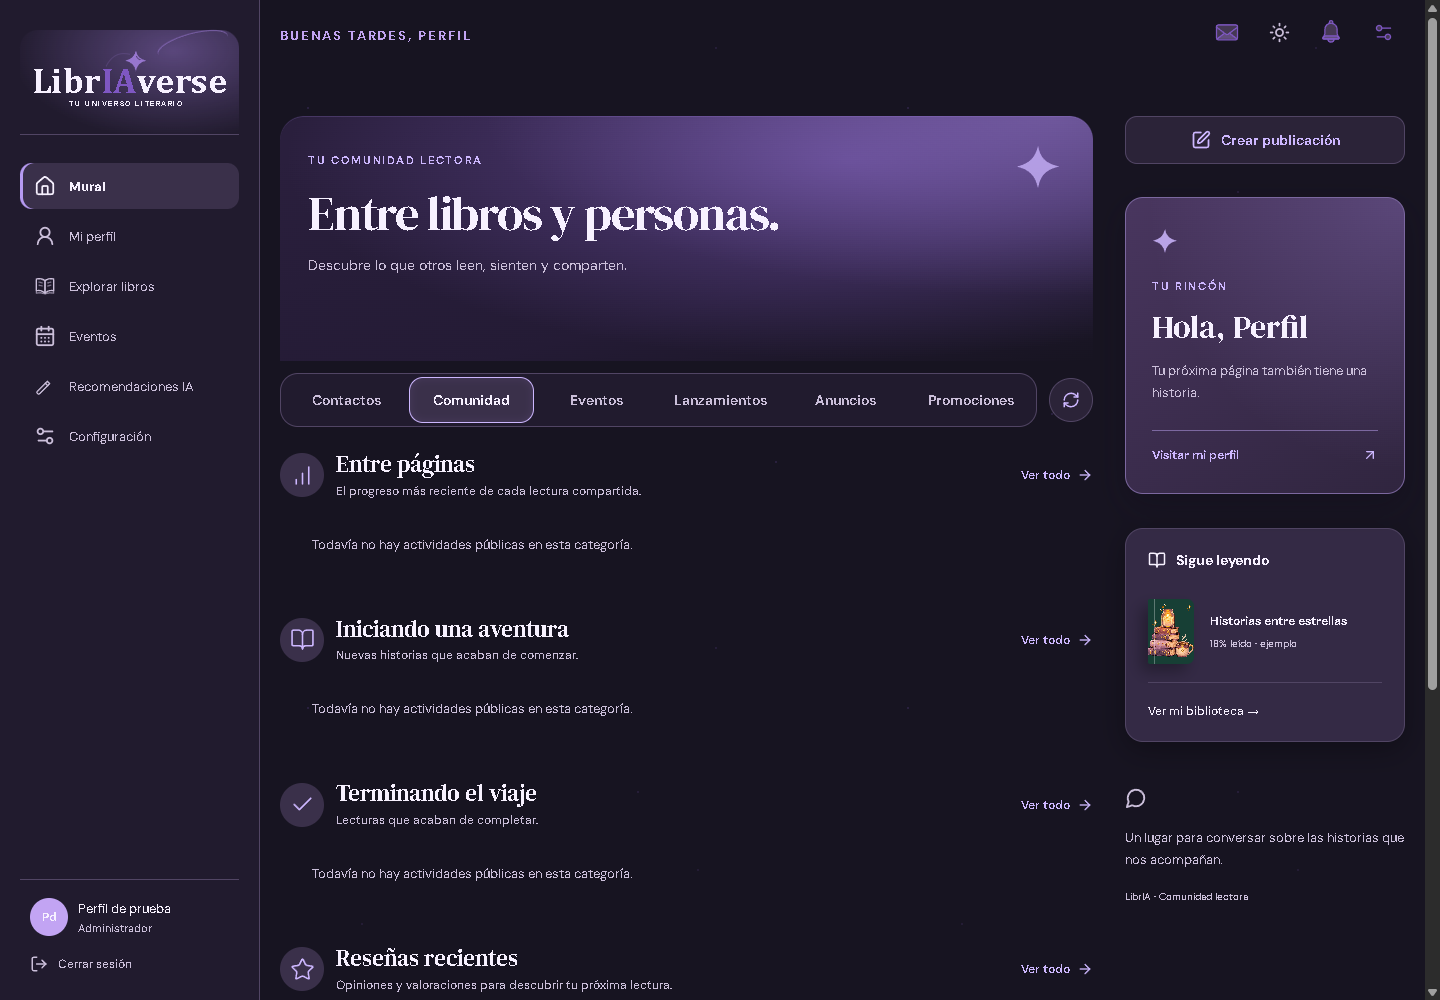 LibrIAverse
TU UNIVERSO LITERARIO
Mural
Mi perfil
Explorar libros
Eventos
Recomendaciones IA
Configuración
Pd
Perfil de prueba
Administrador
Cerrar sesión
BUENAS TARDES, PERFIL
TU COMUNIDAD LECTORA
Entre libros y personas.
Descubre lo que otros leen, sienten y comparten.
Contactos
Comunidad
Eventos
Lanzamientos
Anuncios
Promociones
Entre páginas
El progreso más reciente de cada lectura compartida.
Ver todo →
Todavía no hay actividades públicas en esta categoría.
Iniciando una aventura
Nuevas historias que acaban de comenzar.
Ver todo →
Todavía no hay actividades públicas en esta categoría.
Terminando el viaje
Lecturas que acaban de completar.
Ver todo →
Todavía no hay actividades públicas en esta categoría.
Reseñas recientes
Opiniones y valoraciones para descubrir tu próxima lectura.
Ver todo →
Crear publicación
TU RINCÓN
Hola, Perfil
Tu próxima página también tiene una
historia.
Visitar mi perfil
Sigue leyendo
Historias entre estrellas
18% leído · ejemplo
Ver mi biblioteca →
Un lugar para conversar sobre las historias que
nos acompañan.
LibrIA · Comunidad lectora